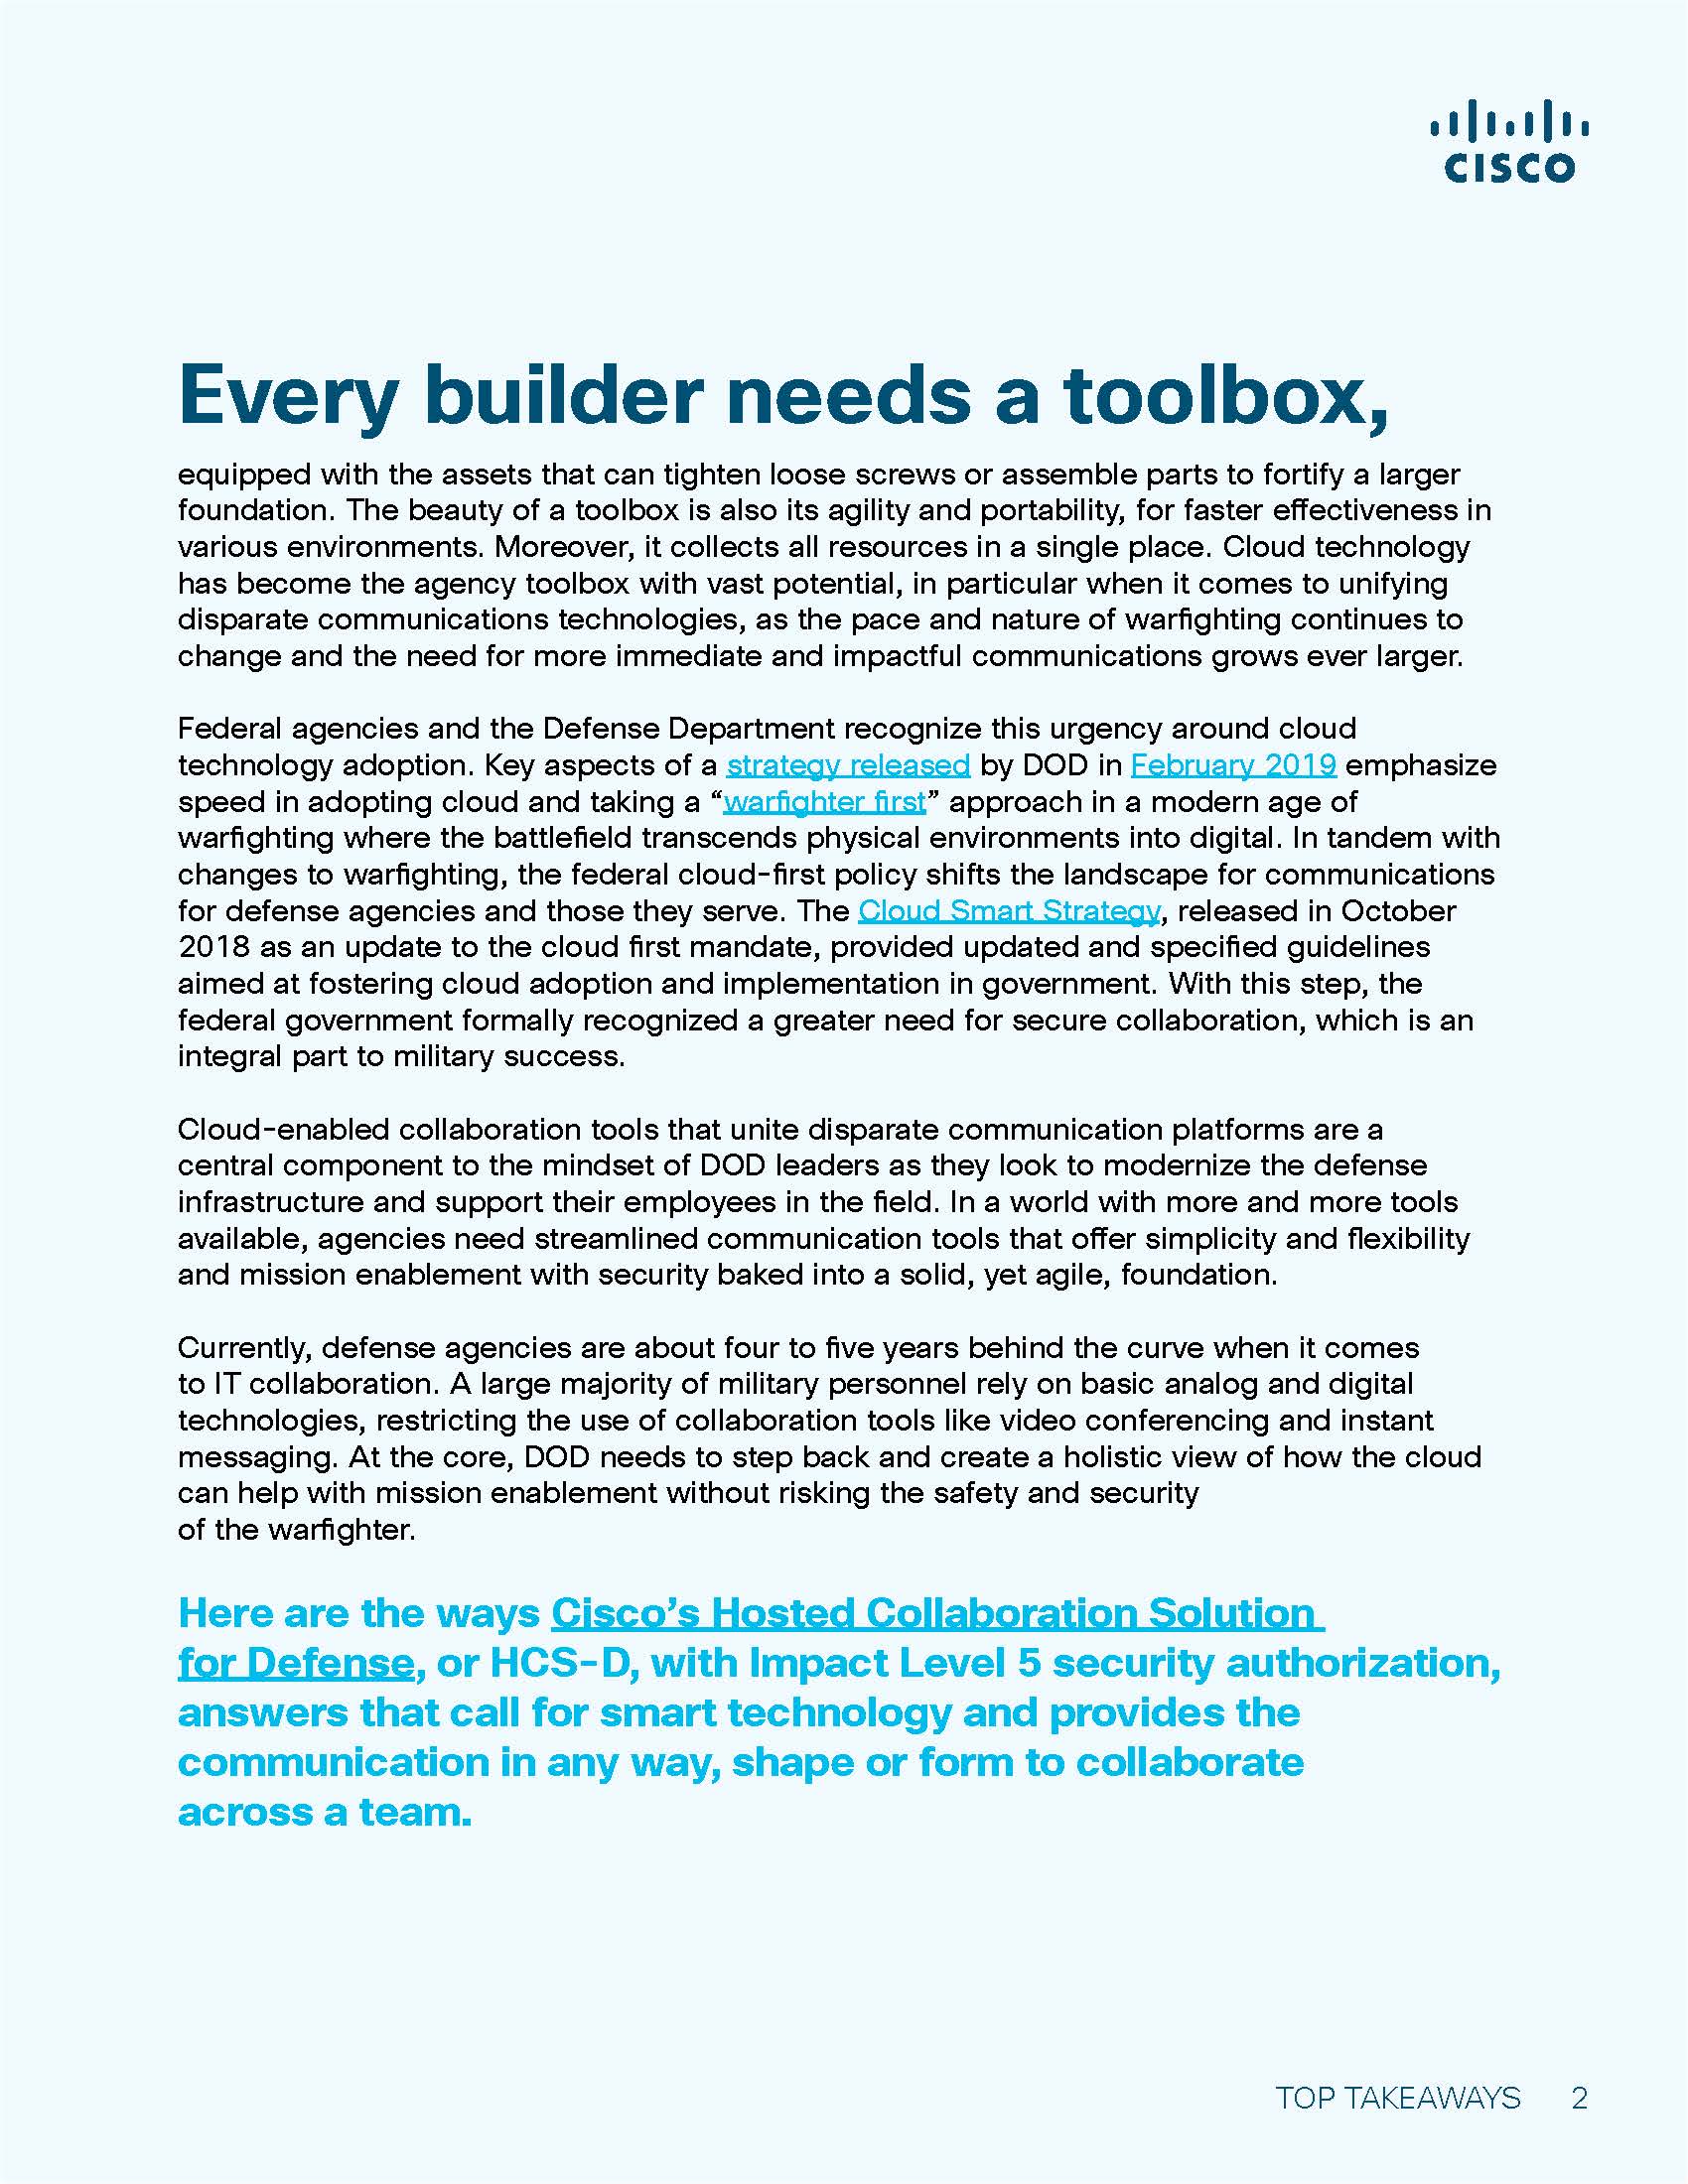 CISCO
Every builder needs a toolbox,
equipped with the assets that can tighten loose screws or assemble parts to fortify a larger
foundation. The beauty of a toolbox is also its agility and portability, for faster effectiveness in
various environments. Moreover, it collects all resources in a single place. Cloud technology
has become the agency toolbox with vast potential, in particular when it comes to unifying
disparate communications technologies, as the pace and nature of warfighting continues to
change and the need for more immediate and impactful communications grows ever larger.
Federal agencies and the Defense Department recognize this urgency around cloud
technology adoption. Key aspects of a strategy released by DOD in February 2019 emphasize
speed in adopting cloud and taking a “warfighter first” approach in a modern age of
warfighting where the battlefield transcends physical environments into digital. In tandem with
changes to warfighting, the federal cloud-first policy shifts the landscape for communications
for defense agencies and those they serve. The Cloud Smart Strategy, released in October
2018 as an update to the cloud first mandate, provided updated and specified guidelines
aimed at fostering cloud adoption and implementation in government. With this step, the
federal government formally recognized a greater need for secure collaboration, which is an
integral part to military success.
Cloud-enabled collaboration tools that unite disparate communication platforms are a
central component to the mindset of DOD leaders as they look to modernize the defense
infrastructure and support their employees in the field. In a world with more and more tools
available, agencies need streamlined communication tools that offer simplicity and flexibility
and mission enablement with security baked into a solid, yet agile, foundation.
Currently, defense agencies are about four to five years behind the curve when it comes
to IT collaboration. A large majority of military personnel rely on basic analog and digital
technologies, restricting the use of collaboration tools like video conferencing and instant
messaging. At the core, DOD needs to step back and create a holistic view of how the cloud
can help with mission enablement without risking the safety and security
of the warfighter.
Here are the ways Cisco’s Hosted Collaboration Solution
for Defense, or HCS-D, with Impact Level 5 security authorization,
answers that call for smart technology and provides the
communication in any way, shape or form to collaborate
across a team.
TOP TAKEAWAYS 2